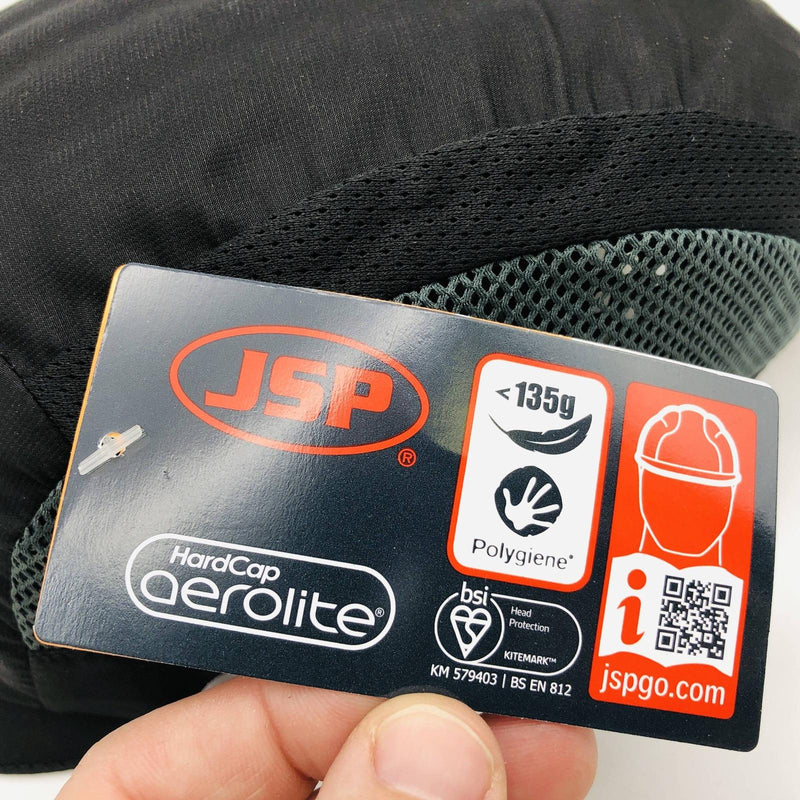 JSP®
<135g
Polygiene®
HardCap
aerolite®
bsi
Head
Protection
KITEMARK™
KM 579403 | BS EN 812
i
jspgo.com